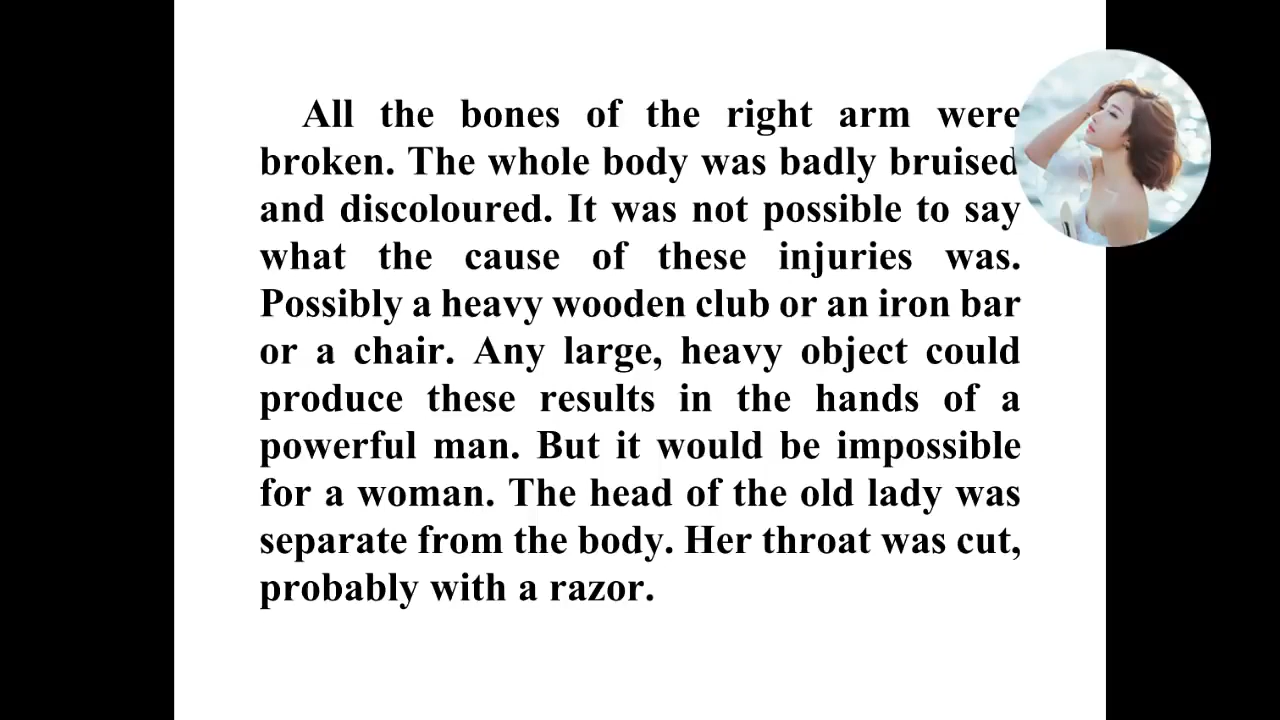 All the bones of the right arm were
broken. The whole body was badly bruised
and discoloured. It was not possible to say
what the cause of these injuries was.
Possibly a heavy wooden club or an iron bar
or a chair. Any large, heavy object could
produce these results in the hands of a
powerful man. But it would be impossible
for a woman. The head of the old lady was
separate from the body. Her throat was cut,
probably with a razor.